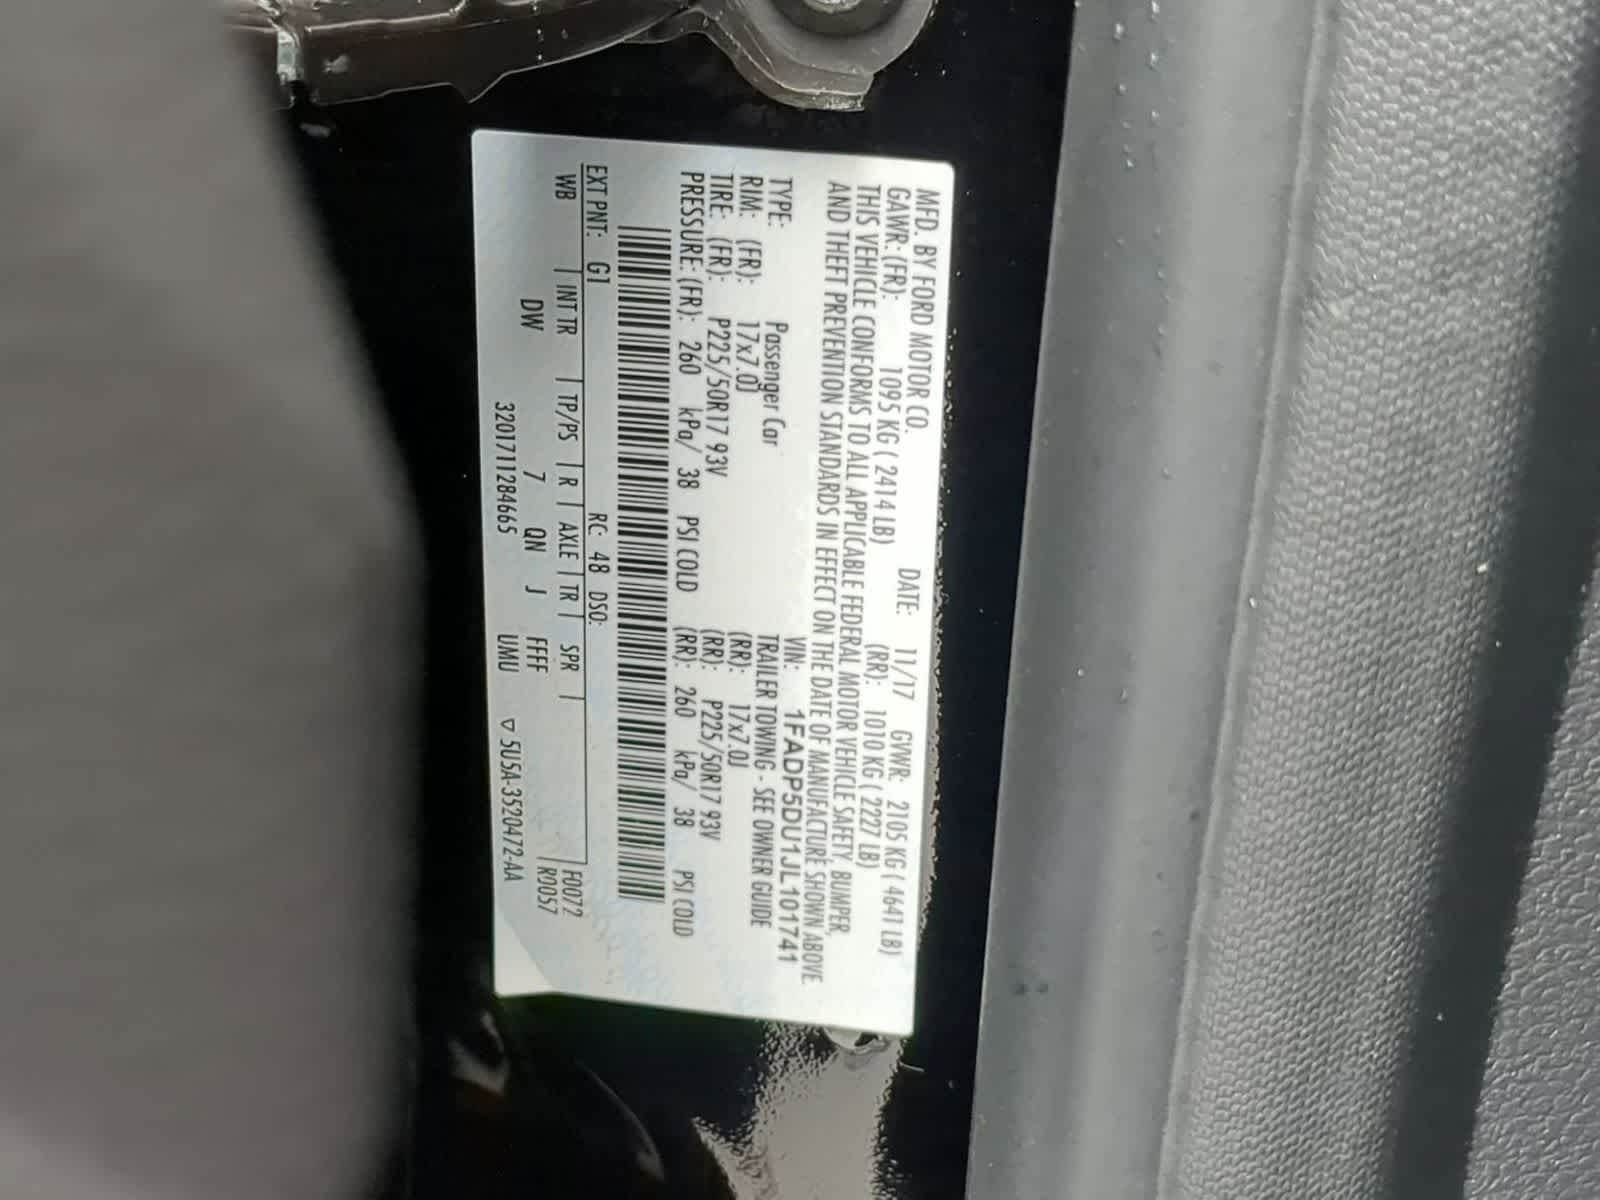 MFD. BY FORD MOTOR CO.
DATE: 11/17 GVWR: 2105 KG ( 4641 LB)
GAWR: (FR): 1095 KG ( 2414 LB) (RR): 1010 KG ( 2227 LB)
THIS VEHICLE CONFORMS TO ALL APPLICABLE FEDERAL MOTOR VEHICLE SAFETY, BUMPER,
AND THEFT PREVENTION STANDARDS IN EFFECT ON THE DATE OF MANUFACTURE SHOWN ABOVE.
VIN: 1FADP5DU1JL101741
TYPE: Passenger Car TRAILER TOWING - SEE OWNER GUIDE
RIM: (FR): 17x7.0J (RR): 17x7.0J
TIRE: (FR): P225/50R17 93V (RR): P225/50R17 93V
PRESSURE: (FR): 260 kPa/ 38 PSI COLD (RR): 260 kPa/ 38 PSI COLD
EXT PNT: G1 RC: 48 DSO:
WB | INT TR | TP/PS | R | AXLE | TR | SPR | F0072
DW 7 QN J FFFF R0057
320171128466​5 UMU ▽ 5U5A-3520472-AA